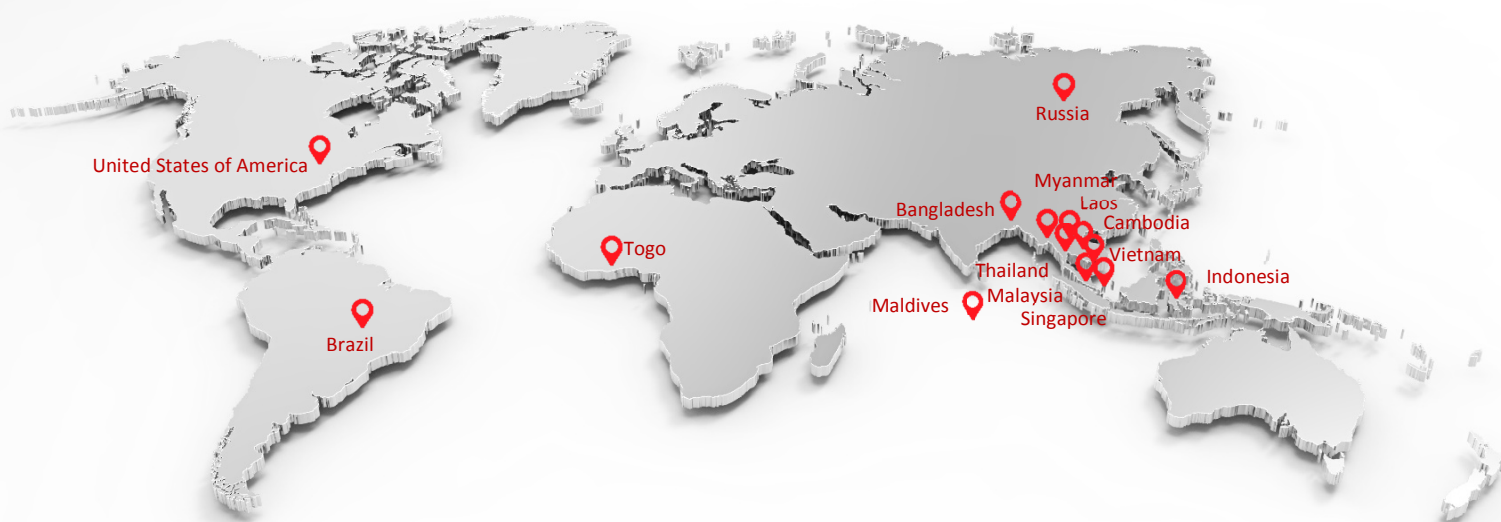 Russia
United States of America
Myanmar
Laos
Bangladesh
Cambodia
Togo
Vietnam
Thailand
Indonesia
Malaysia
Maldives
Singapore
Brazil